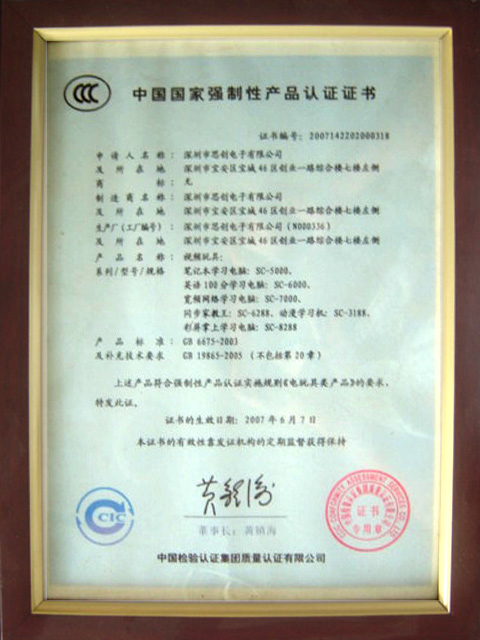 CCC 中国国家强制性产品认证证书
证书编号：2007142202000318
申请人名称：深圳市思创电子有限公司
及所在地：深圳市宝安区宝城46区创业一路综合楼七楼左侧
商标：无
制造商名称：深圳市思创电子有限公司
及所在地：深圳市宝安区宝城46区创业一路综合楼七楼左侧
生产厂(工厂编号)：深圳市思创电子有限公司(N000336)
及所在地：深圳市宝安区宝城46区创业一路综合楼七楼左侧
产品名称：视频玩具：
系列/型号/规格 笔记本学习电脑：SC-5000、
英语100分学习电脑：SC-6000、
宽频网络学习电脑：SC-7000、
同步家教王：SC-6288、动漫学习机：SC-3188、
彩屏掌上学习电脑：SC-8288
产品标准：GB 6675-2003
及补充技术要求 GB 19865-2005（不包括第20章）
上述产品符合强制性产品认证实施规则《电玩具类产品》的要求，
特发此证。
证书的生效日期：2007年6月7日
本证书的有效性靠发证机构的定期监督获得保持
董事长：黄镇海
CIC
证书
专用章
中国检验认证集团质量认证有限公司